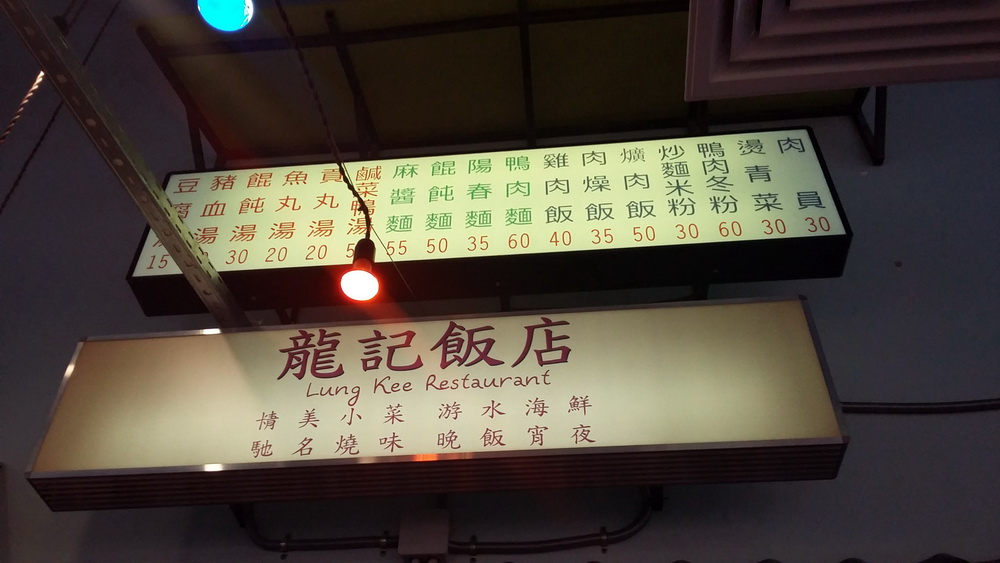 豆腐湯 15
豬血湯
餛飩湯 30
魚丸湯 20
貢丸湯 20
鹹菜鴨湯
麻醬麵 55
餛飩麵 50
陽春麵 35
鴨肉麵 60
雞肉飯 40
肉燥飯 35
爌肉飯 50
炒麵米粉 30
鴨肉冬粉 60
燙青菜 30
肉員 30
龍記飯店
Lung Kee Restaurant
情美小菜 游水海鮮
馳名燒味 晚飯宵夜